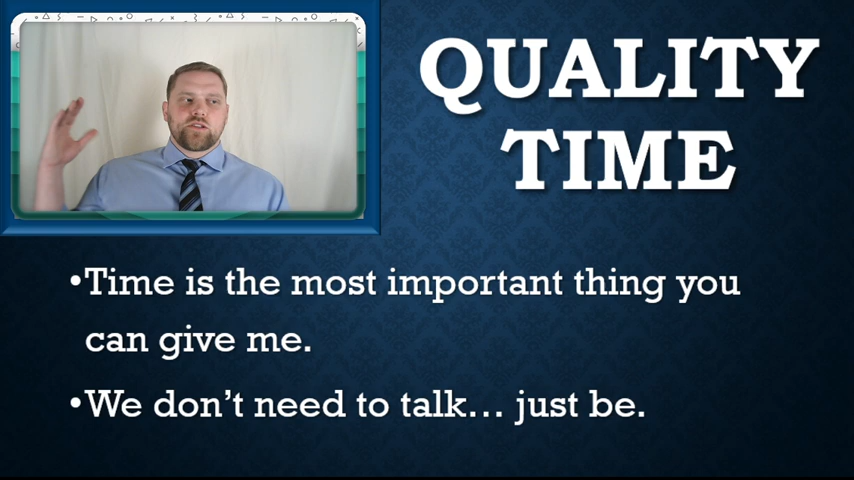 QUALITY
TIME
•Time is the most important thing you
can give me.
•We don't need to talk... just be.